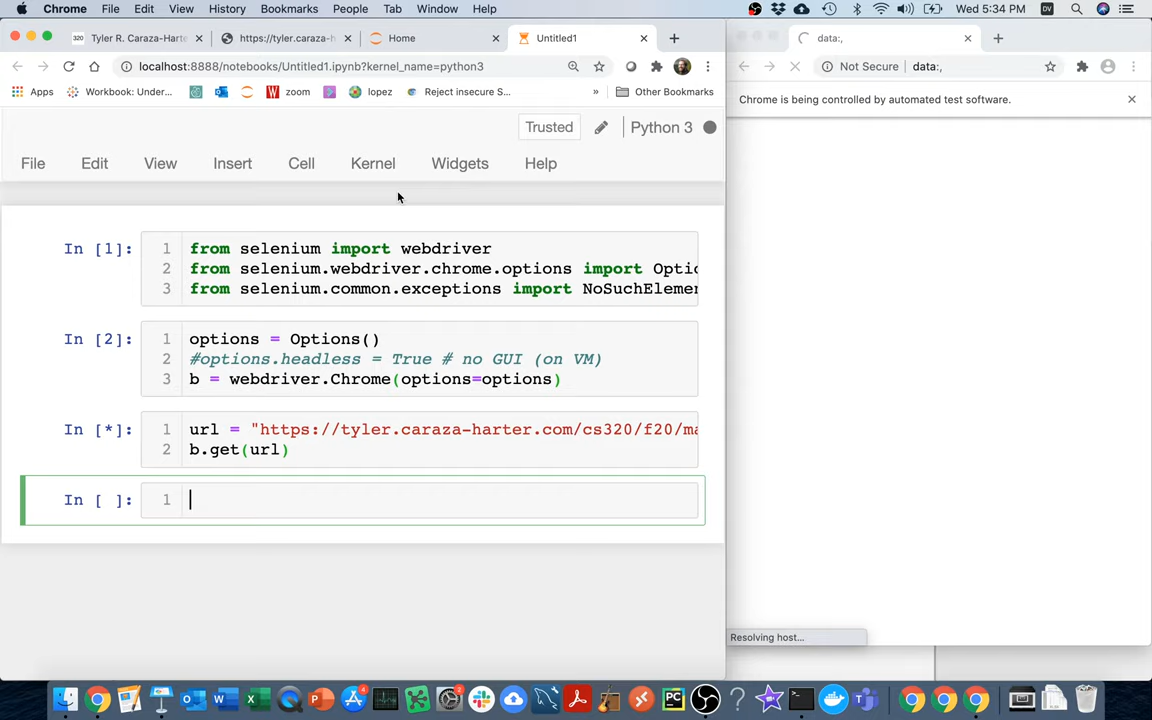 Chrome File Edit View History Bookmarks People Tab Window Help Wed 5:34 PM DV
320 Tyler R. Caraza-Harte https://tyler.caraza-h Home Untitled1
localhost:8888/notebooks/Untitled1.ipynb?kernel_name=python3
Apps Workbook: Under... zoom lopez Reject insecure S... » Other Bookmarks
Trusted Python 3
File Edit View Insert Cell Kernel Widgets Help
In [1]:
1 from selenium import webdriver
2 from selenium.webdriver.chrome.options import Optio
3 from selenium.common.exceptions import NoSuchElemen
In [2]:
1 options = Options()
2 #options.headless = True # no GUI (on VM)
3 b = webdriver.Chrome(options=options)
In [*]:
1 url = "https://tyler.caraza-harter.com/cs320/f20/ma
2 b.get(url)
In [ ]:
1
data:,
Not Secure data:,
Chrome is being controlled by automated test software.
Resolving host...